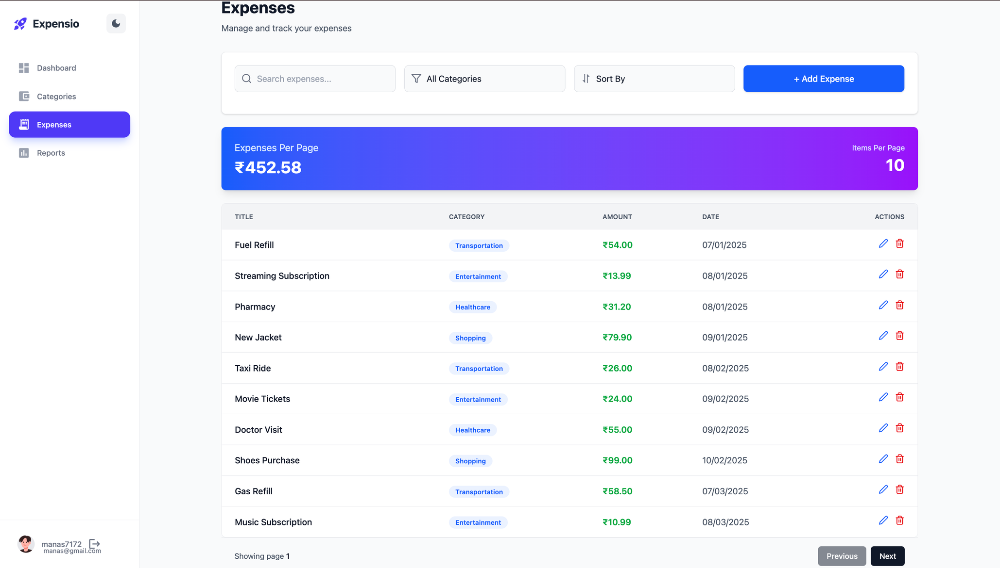 Expensio
Dashboard
Categories
Expenses
Reports
manas7172
manas@gmail.com
Expenses
Manage and track your expenses
Search expenses...
All Categories
Sort By
+ Add Expense
Expenses Per Page
₹452.58
Items Per Page
10
TITLE CATEGORY AMOUNT DATE ACTIONS
Fuel Refill Transportation ₹54.00 07/01/2025
Streaming Subscription Entertainment ₹13.99 08/01/2025
Pharmacy Healthcare ₹31.20 08/01/2025
New Jacket Shopping ₹79.90 09/01/2025
Taxi Ride Transportation ₹26.00 08/02/2025
Movie Tickets Entertainment ₹24.00 09/02/2025
Doctor Visit Healthcare ₹55.00 09/02/2025
Shoes Purchase Shopping ₹99.00 10/02/2025
Gas Refill Transportation ₹58.50 07/03/2025
Music Subscription Entertainment ₹10.99 08/03/2025
Showing page 1
Previous Next